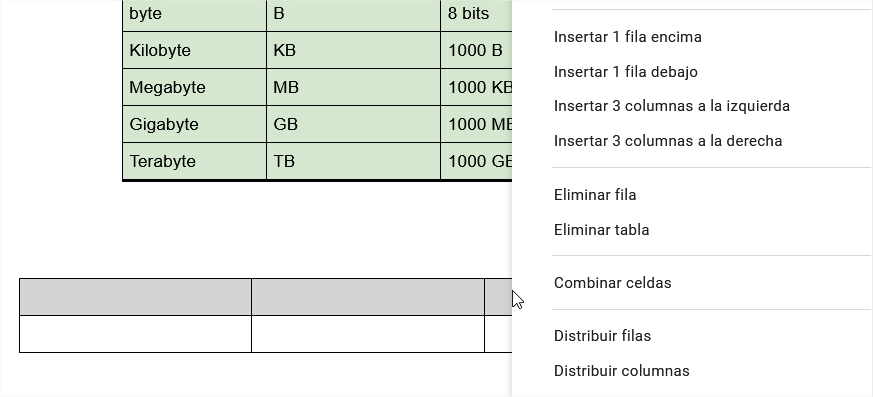 byte B 8 bits
Kilobyte KB 1000 B
Megabyte MB 1000 KB
Gigabyte GB 1000 MB
Terabyte TB 1000 GB
Insertar 1 fila encima
Insertar 1 fila debajo
Insertar 3 columnas a la izquierda
Insertar 3 columnas a la derecha
Eliminar fila
Eliminar tabla
Combinar celdas
Distribuir filas
Distribuir columnas